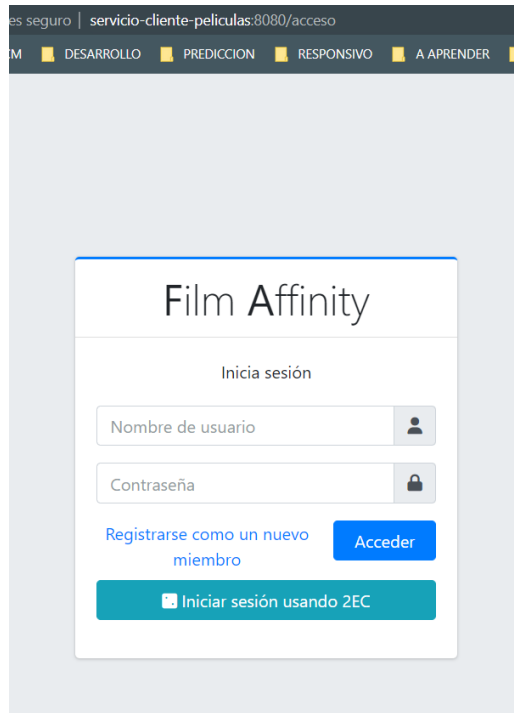 es seguro | servicio-cliente-peliculas:8080/acceso
CM DESARROLLO PREDICCION RESPONSIVO A APRENDER
Film Affinity
Inicia sesión
Nombre de usuario
Contraseña
Registrarse como un nuevo
miembro
Acceder
Iniciar sesión usando 2EC